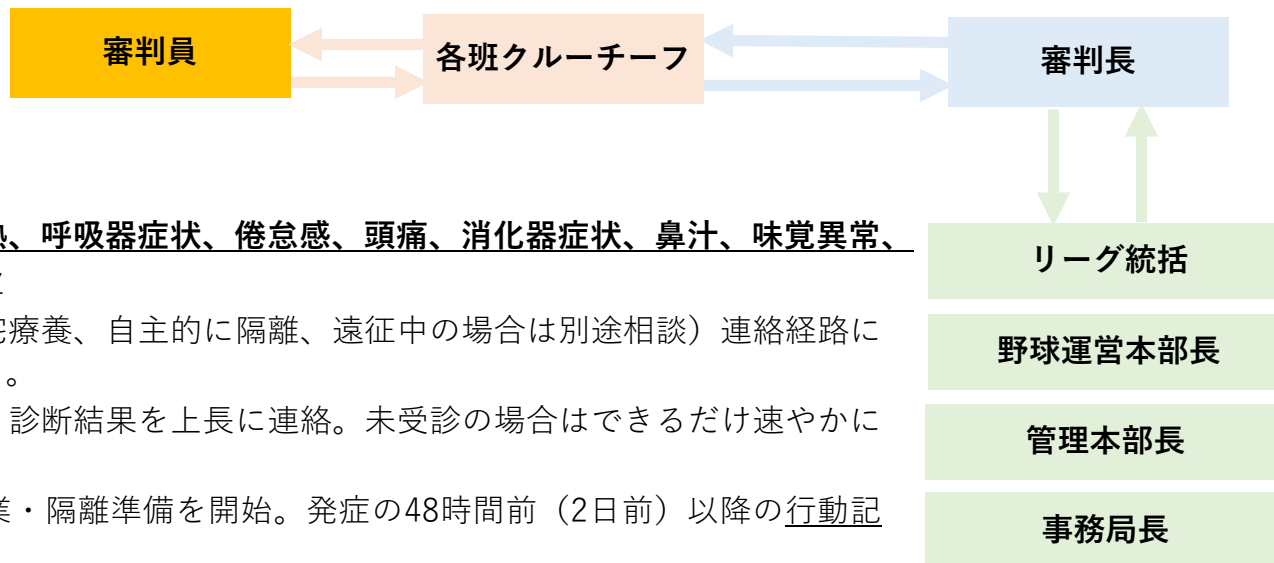 審判員
各班クルーチーフ
審判長
、呼吸器症状、倦怠感、頭痛、消化器症状、鼻汁、味覚異常、
リーグ統括
宅療養、自主的に隔離、遠征中の場合は別途相談）連絡経路に
野球運営本部長
。
診断結果を上長に連絡。未受診の場合はできるだけ速やかに
管理本部長
業・隔離準備を開始。発症の48時間前（2日前）以降の行動記
事務局長